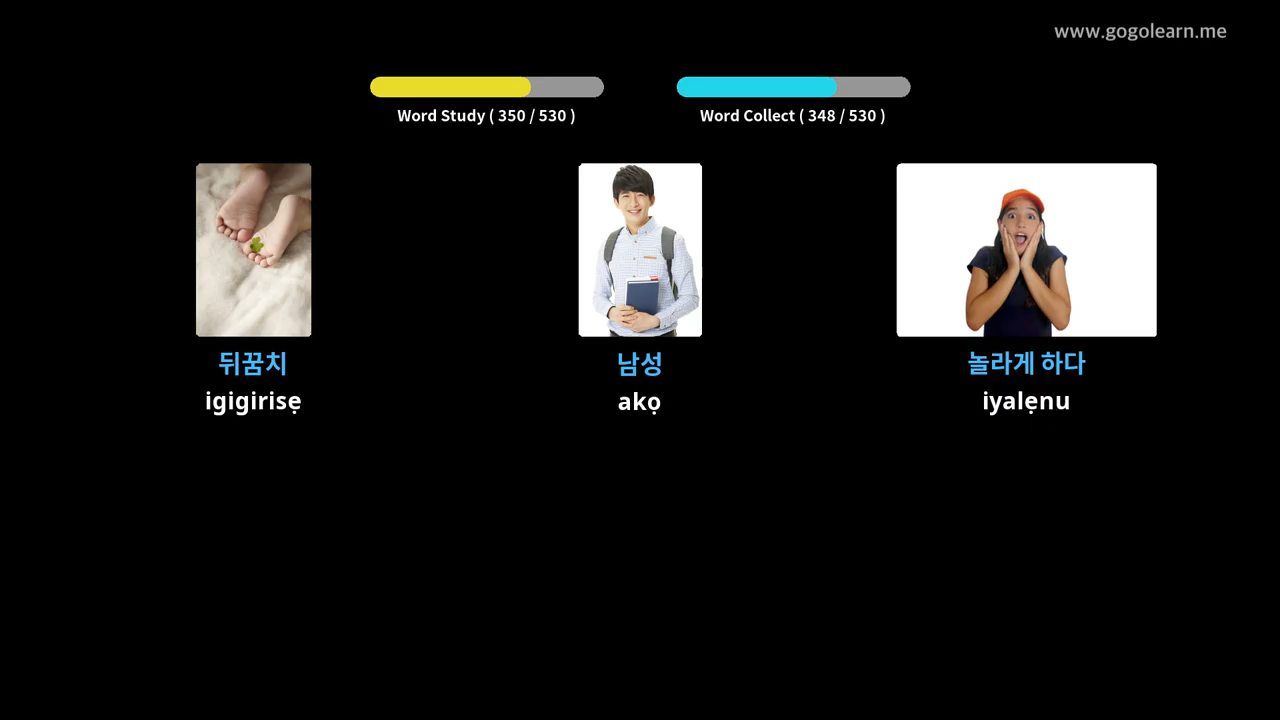 www.gogolearn.me
Word Study ( 350 / 530 )
Word Collect ( 348 / 530 )
뒤꿈치
igigirisẹ
남성
akọ
놀라게 하다
iyalẹnu